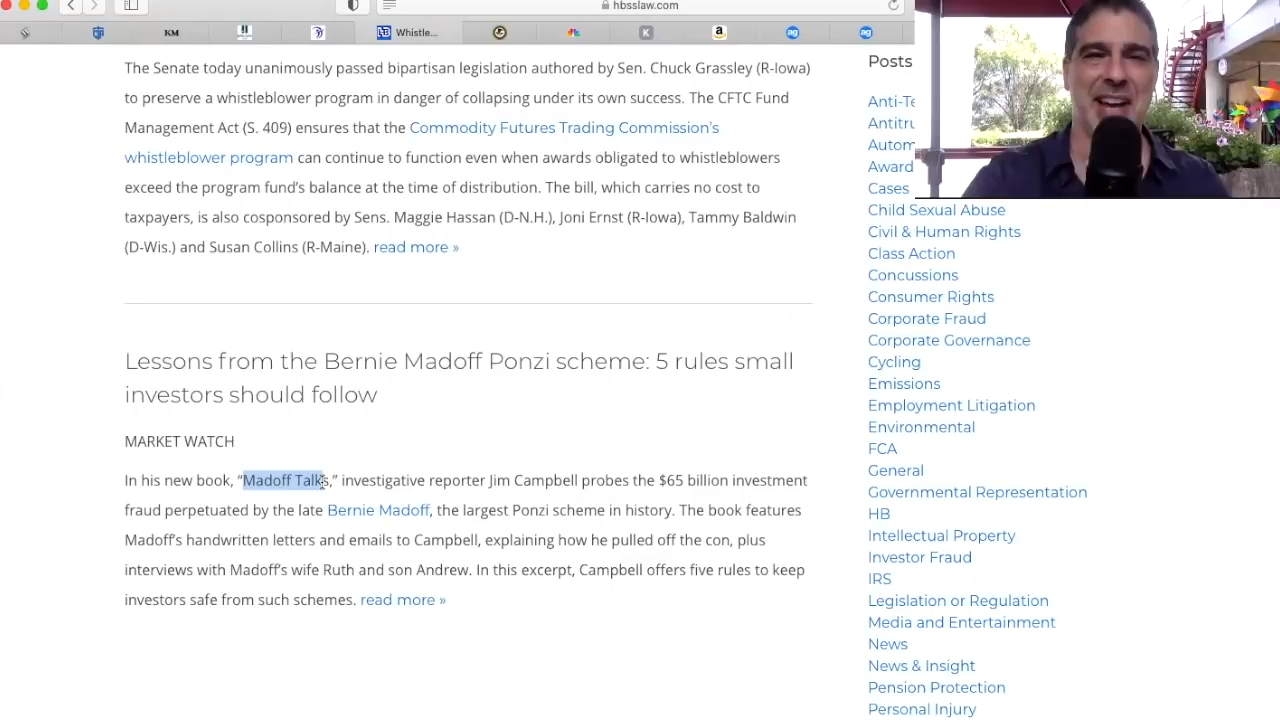 hbsslaw.com
KM
HB
Whistle...
K
a
ag
ag
The Senate today unanimously passed bipartisan legislation authored by Sen. Chuck Grassley (R-Iowa)
to preserve a whistleblower program in danger of collapsing under its own success. The CFTC Fund
Management Act (S. 409) ensures that the Commodity Futures Trading Commission's
whistleblower program can continue to function even when awards obligated to whistleblowers
exceed the program fund's balance at the time of distribution. The bill, which carries no cost to
taxpayers, is also cosponsored by Sens. Maggie Hassan (D-N.H.), Joni Ernst (R-Iowa), Tammy Baldwin
(D-Wis.) and Susan Collins (R-Maine). read more »
Lessons from the Bernie Madoff Ponzi scheme: 5 rules small
investors should follow
MARKET WATCH
In his new book, “Madoff Talks,” investigative reporter Jim Campbell probes the $65 billion investment
fraud perpetuated by the late Bernie Madoff, the largest Ponzi scheme in history. The book features
Madoff's handwritten letters and emails to Campbell, explaining how he pulled off the con, plus
interviews with Madoff's wife Ruth and son Andrew. In this excerpt, Campbell offers five rules to keep
investors safe from such schemes. read more »
Posts
Anti-Te
Antitru
Autom
Award
Cases
Child Sexual Abuse
Civil & Human Rights
Class Action
Concussions
Consumer Rights
Corporate Fraud
Corporate Governance
Cycling
Emissions
Employment Litigation
Environmental
FCA
General
Governmental Representation
HB
Intellectual Property
Investor Fraud
IRS
Legislation or Regulation
Media and Entertainment
News
News & Insight
Pension Protection
Personal Injury